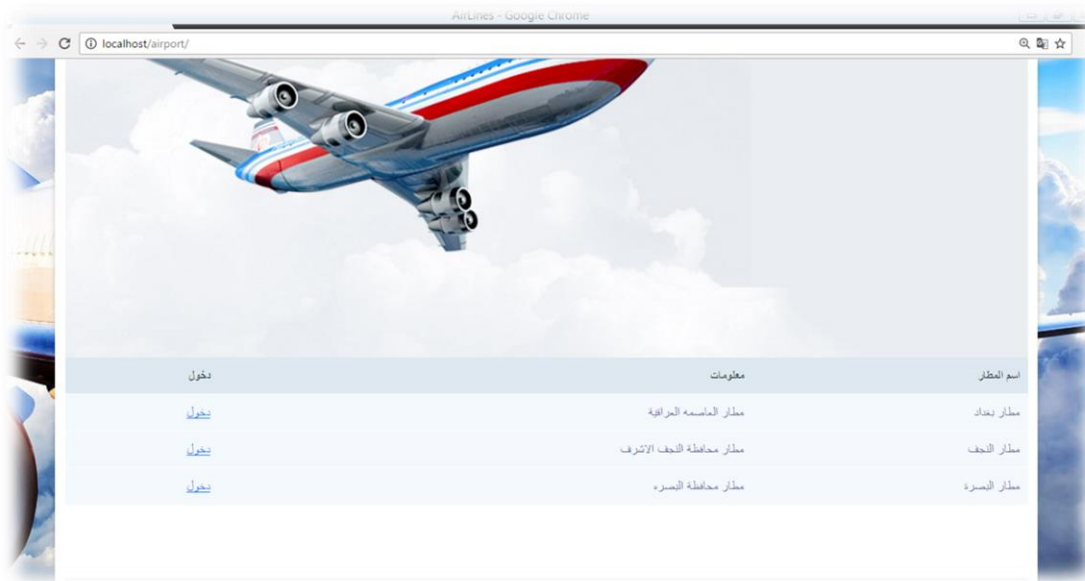 AirLines - Google Chrome
localhost/airport/
اسم المطار معلومات دخول
مطار بغداد مطار العاصمه العراقية دخول
مطار النجف مطار محافظة النجف الاشرف دخول
مطار البصرة مطار محافظة البصره دخول